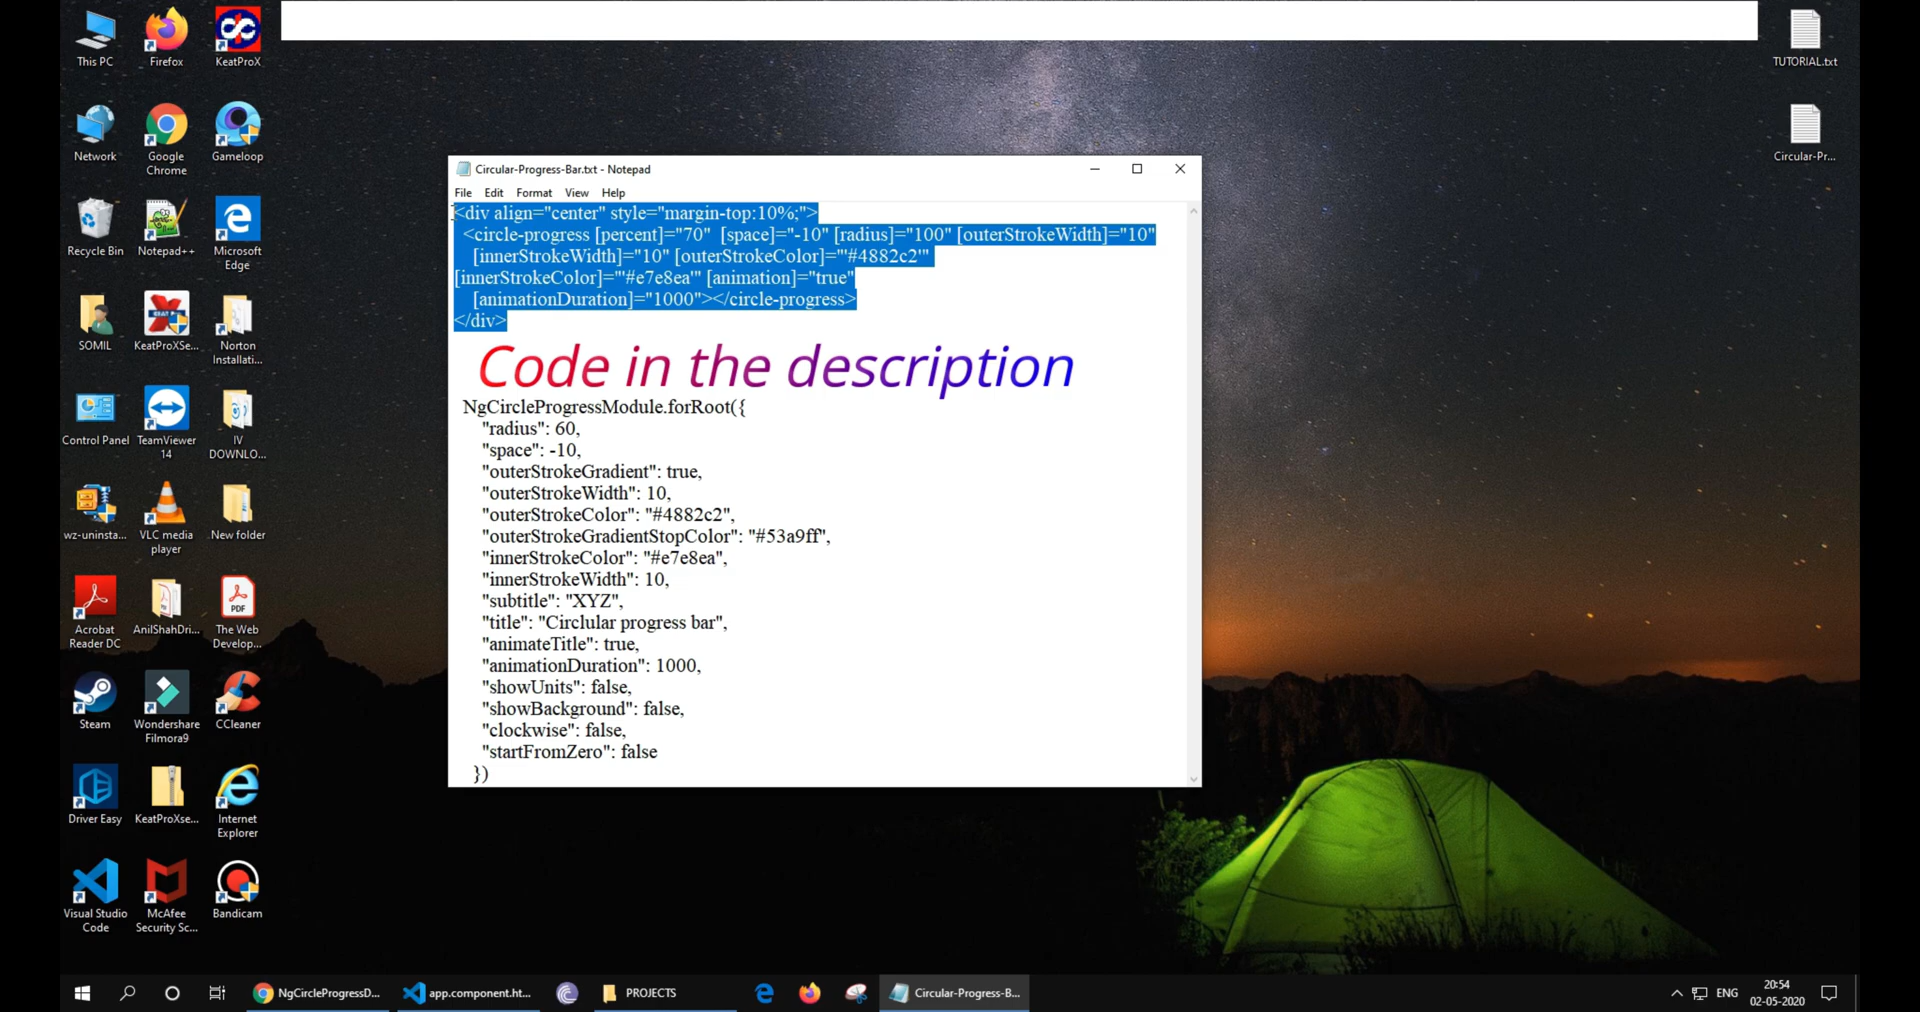 This PC
Firefox
KeatProX
Network
Google
Chrome
Gameloop
Recycle Bin
Notepad++
Microsoft
Edge
SOMIL
KeatProXSe...
Norton
Installati...
Control Panel
TeamViewer
14
IV
DOWNLO...
wz-uninsta...
VLC media
player
New folder
Acrobat
Reader DC
AnilShahDri...
PDF
The Web
Develop...
Steam
Wondershare
Filmora9
CCleaner
Driver Easy
KeatProXse...
Internet
Explorer
Visual Studio
Code
McAfee
Security Sc...
Bandicam
TUTORIAL.txt
Circular-Pr...
Circular-Progress-Bar.txt - Notepad
File Edit Format View Help
<div align="center" style="margin-top:10%;">
<circle-progress [percent]="70" [space]="-10" [radius]="100" [outerStrokeWidth]="10"
[innerStrokeWidth]="10" [outerStrokeColor]="'#4882c2'"
[innerStrokeColor]="'#e7e8ea'" [animation]="true"
[animationDuration]="1000"></circle-progress>
</div>
Code in the description
NgCircleProgressModule.forRoot({
"radius": 60,
"space": -10,
"outerStrokeGradient": true,
"outerStrokeWidth": 10,
"outerStrokeColor": "#4882c2",
"outerStrokeGradientStopColor": "#53a9ff",
"innerStrokeColor": "#e7e8ea",
"innerStrokeWidth": 10,
"subtitle": "XYZ",
"title": "Circlular progress bar",
"animateTitle": true,
"animationDuration": 1000,
"showUnits": false,
"showBackground": false,
"clockwise": false,
"startFromZero": false
})
NgCircleProgressD...
app.component.ht...
PROJECTS
Circular-Progress-B...
ENG
20:54
02-05-2020